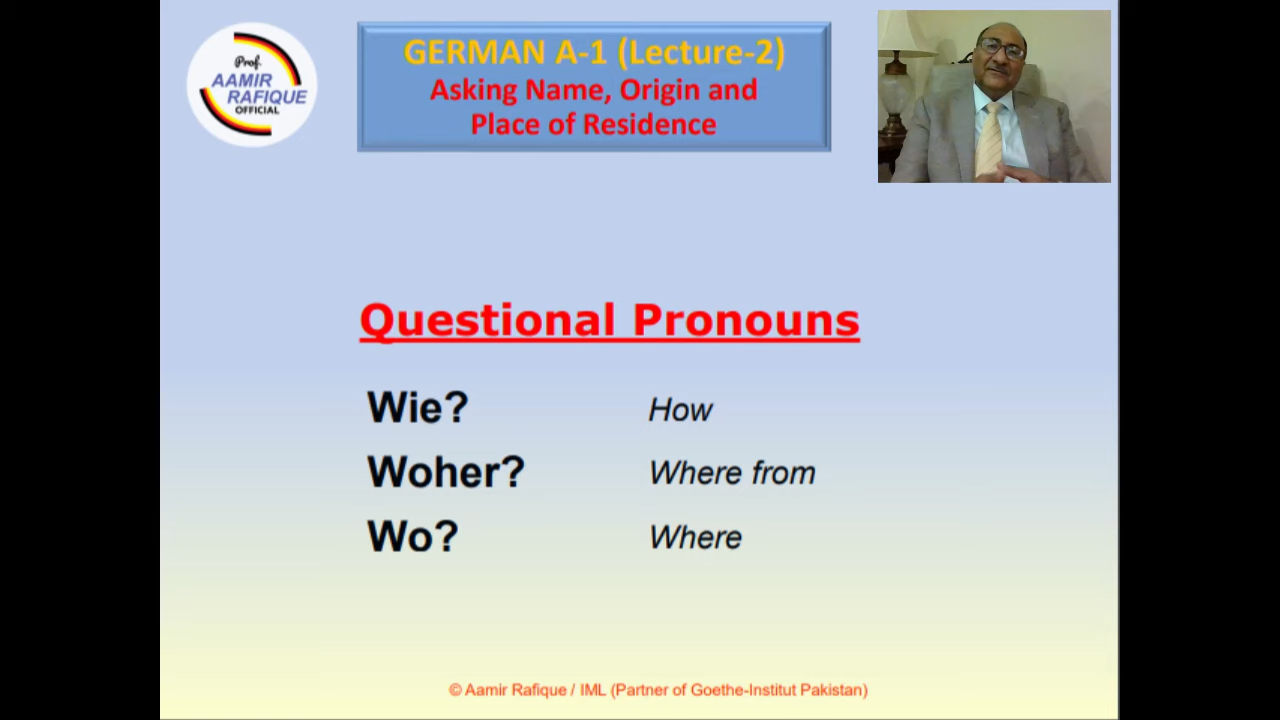 Prof.
AAMIR
RAFIQUE
OFFICIAL
GERMAN A-1 (Lecture-2)
Asking Name, Origin and
Place of Residence
Questional Pronouns
Wie? How
Woher? Where from
Wo? Where
© Aamir Rafique / IML (Partner of Goethe-Institut Pakistan)